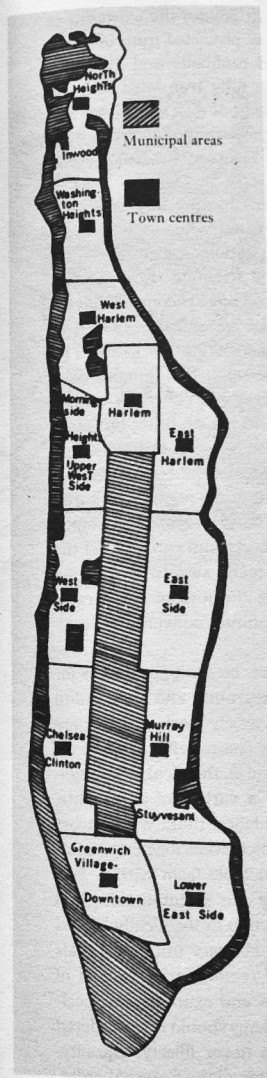 NorTh
HeighTs
Municipal areas
Inwood
Washing-
ton
Heights
Town centres
West
Harlem
Morning-
side
Heights
Harlem
Upper
WesT
Side
East
Harlem
West
Side
East
Side
Chelsea-
Clinton
Murray
Hill
Stuyvesant
Greenwich
Village-
Downtown
Lower
East Side